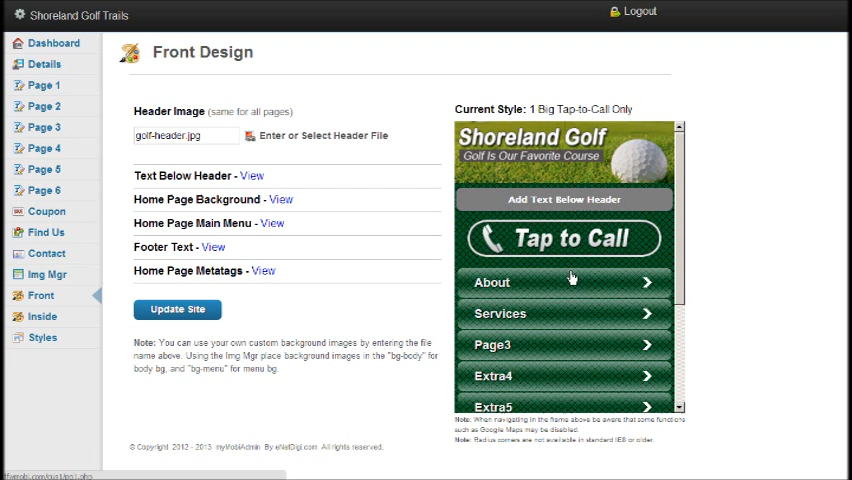 Shoreland Golf Trails
Logout
Dashboard
Details
Page 1
Page 2
Page 3
Page 4
Page 5
Page 6
Coupon
Find Us
Contact
Img Mgr
Front
Inside
Styles
Front Design
Header Image (same for all pages)
golf-header.jpg
Enter or Select Header File
Text Below Header - View
Home Page Background - View
Home Page Main Menu - View
Footer Text - View
Home Page Metatags - View
Update Site
Note: You can use your own custom background images by entering the file
name above. Using the Img Mgr place background images in the "bg-body" for
body bg, and "bg-menu" for menu bg.
Current Style: 1 Big Tap-to-Call Only
Shoreland Golf
Golf Is Our Favorite Course
Add Text Below Header
Tap to Call
About
Services
Page3
Extra4
Extra5
Note: When navigating in the frame above be aware that some functions
such as Google Maps may be disabled.
Note: Radius corners are not available in standard IE8 or older.
© Copyright 2012 - 2013 myMobiAdmin By eNetDigi.com All rights reserved.